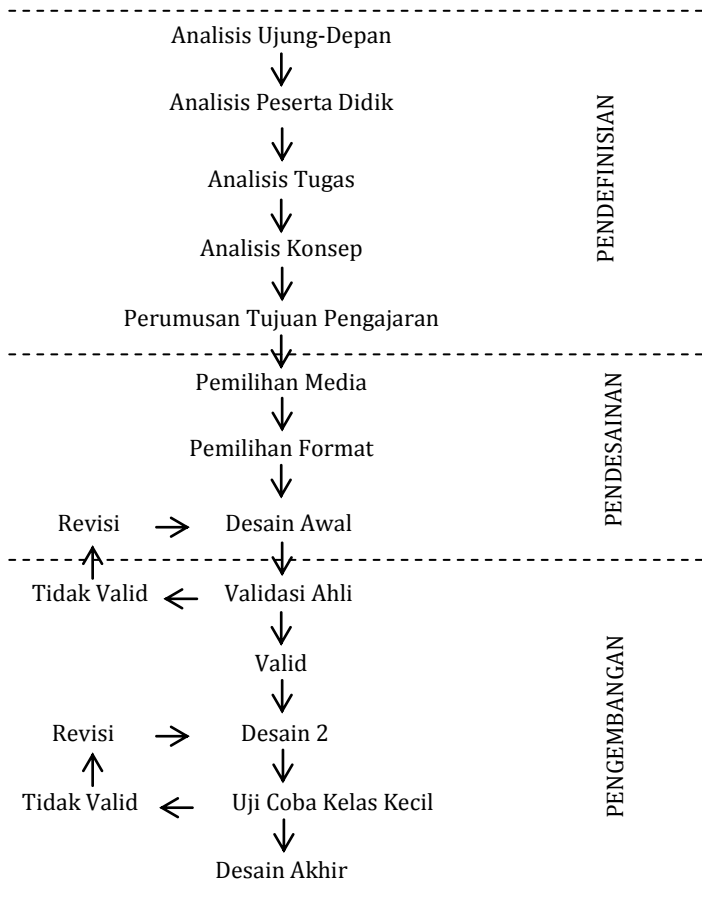 Analisis Ujung-Depan
Analisis Peserta Didik
Analisis Tugas
Analisis Konsep
Perumusan Tujuan Pengajaran
PENDEFINISIAN
Pemilihan Media
Pemilihan Format
Revisi
Desain Awal
PENDESAINAN
Tidak Valid
Validasi Ahli
Valid
Revisi
Desain 2
Tidak Valid
Uji Coba Kelas Kecil
Desain Akhir
PENGEMBANGAN